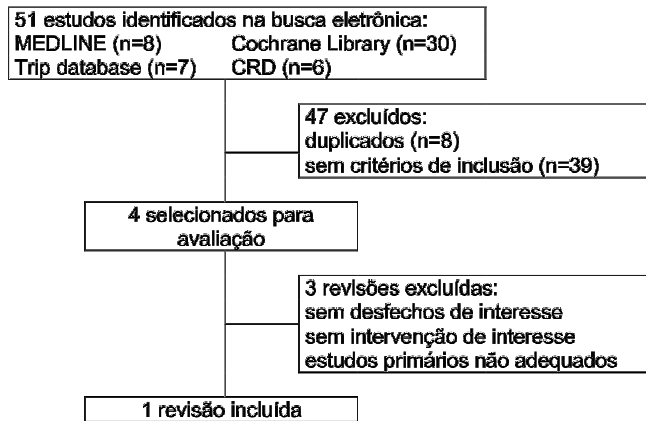 51 estudos identificados na busca eletrônica:
MEDLINE (n=8) Cochrane Library (n=30)
Trip database (n=7) CRD (n=6)
47 excluídos:
duplicados (n=8)
sem critérios de inclusão (n=39)
4 selecionados para
avaliação
3 revisões excluídas:
sem desfechos de interesse
sem intervenção de interesse
estudos primários não adequados
1 revisão incluída